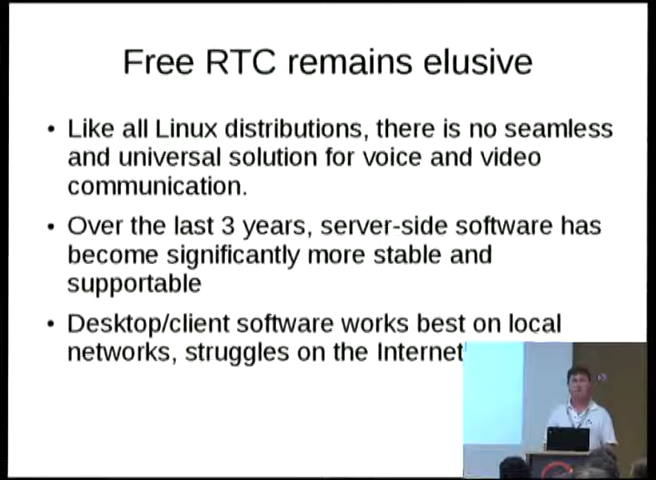 Free RTC remains elusive
• Like all Linux distributions, there is no seamless
and universal solution for voice and video
communication.
• Over the last 3 years, server-side software has
become significantly more stable and
supportable
• Desktop/client software works best on local
networks, struggles on the Internet